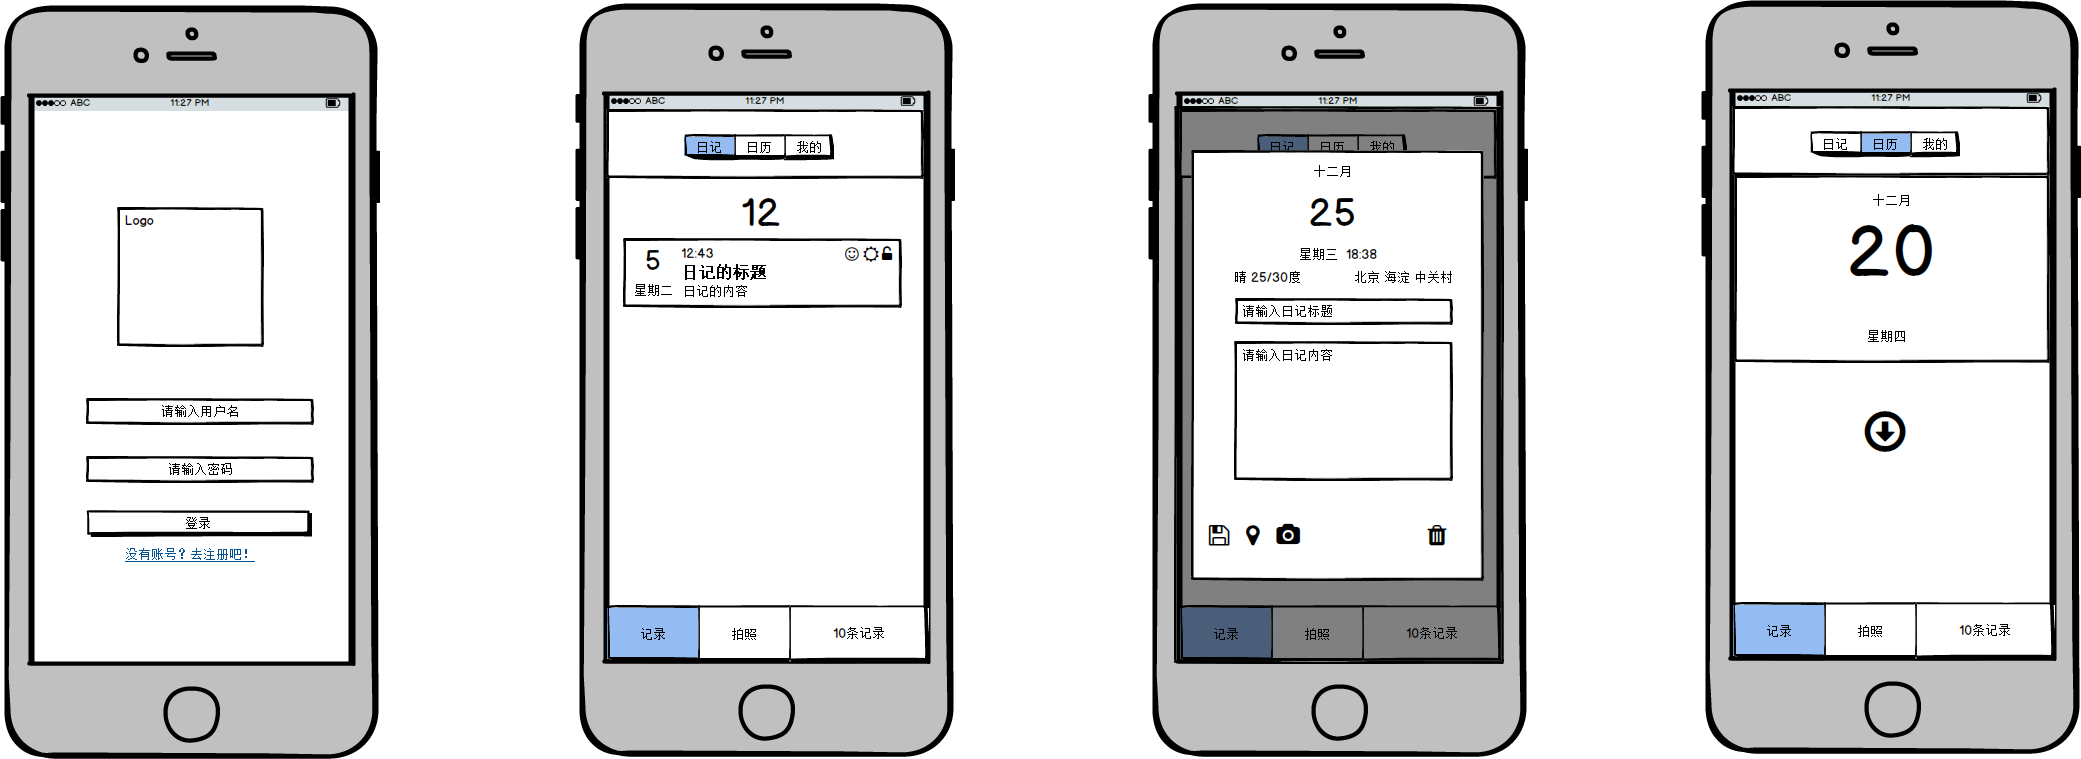 ABC 11:27 PM
Logo
请输入用户名
请输入密码
登录
没有账号？去注册吧！
ABC 11:27 PM
日记 日历 我的
12
5 12:43
日记的标题
星期二 日记的内容
记录 拍照 10条记录
ABC 11:27 PM
日记 日历 我的
十二月
25
星期三 18:38
晴 25/30度 北京 海淀 中关村
请输入日记标题
请输入日记内容
记录 拍照 10条记录
ABC 11:27 PM
日记 日历 我的
十二月
20
星期四
记录 拍照 10条记录